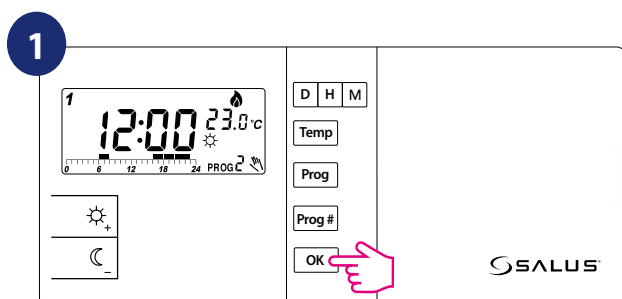 1
1
12:00
23.0°C
0 6 12 18 24
PROG 2
+
-
D H M
Temp
Prog
Prog #
OK
SALUS